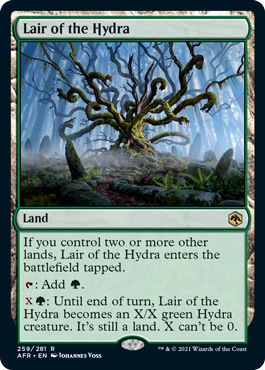 Lair of the Hydra
Land
If you control two or more other
lands, Lair of the Hydra enters the
battlefield tapped.
: Add .
X : Until end of turn, Lair of the
Hydra becomes an X/X green Hydra
creature. It's still a land. X can't be 0.
259/281 R
AFR • EN Johannes Voss
™ & © 2021 Wizards of the Coast